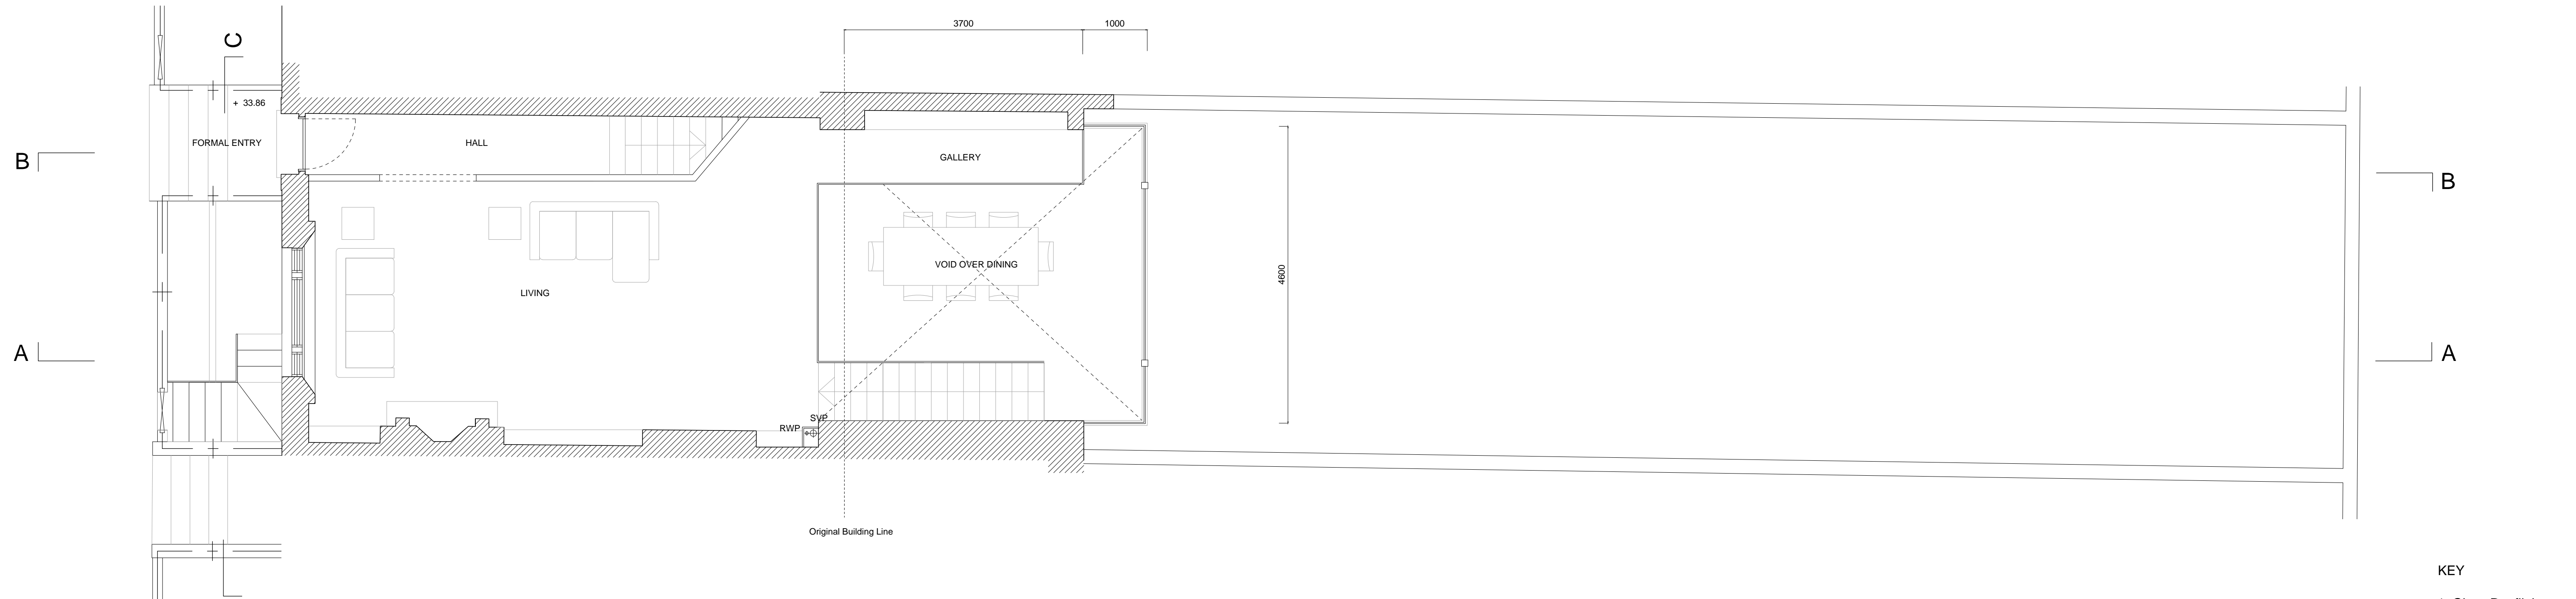 3700
1000
C
+ 33.86
FORMAL ENTRY
HALL
GALLERY
B
B
VOID OVER DINING
4600
LIVING
A
A
SVP
RWP
Original Building Line
KEY